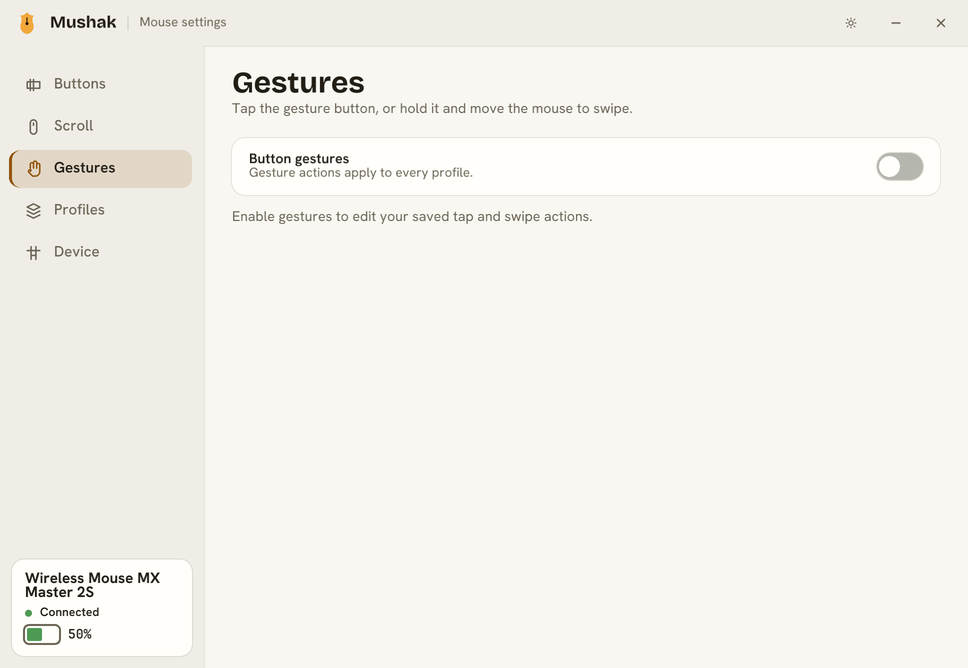 Mushak
Mouse settings
Buttons
Scroll
Gestures
Profiles
Device
Gestures
Tap the gesture button, or hold it and move the mouse to swipe.
Button gestures
Gesture actions apply to every profile.
Enable gestures to edit your saved tap and swipe actions.
Wireless Mouse MX
Master 2S
Connected
50%